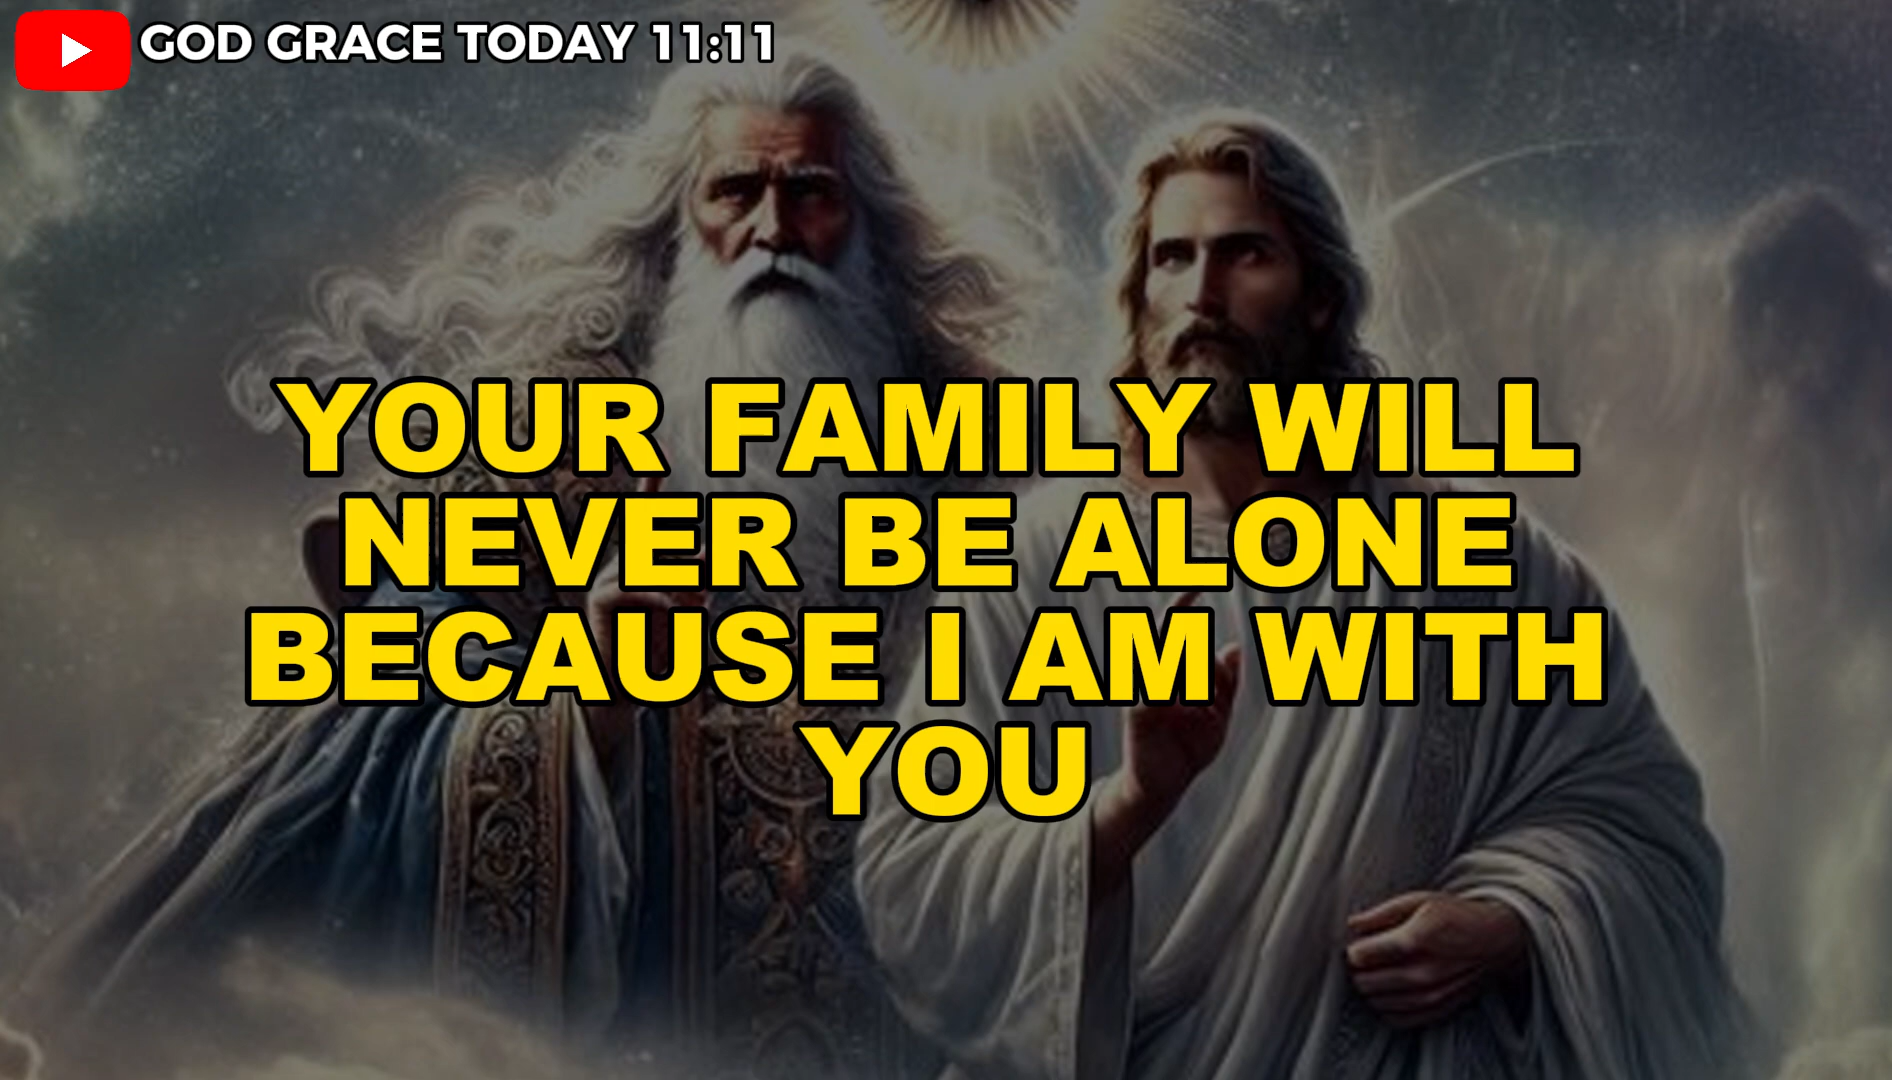 GOD GRACE TODAY 11:11
YOUR FAMILY WILL
NEVER BE ALONE
BECAUSE I AM WITH
YOU